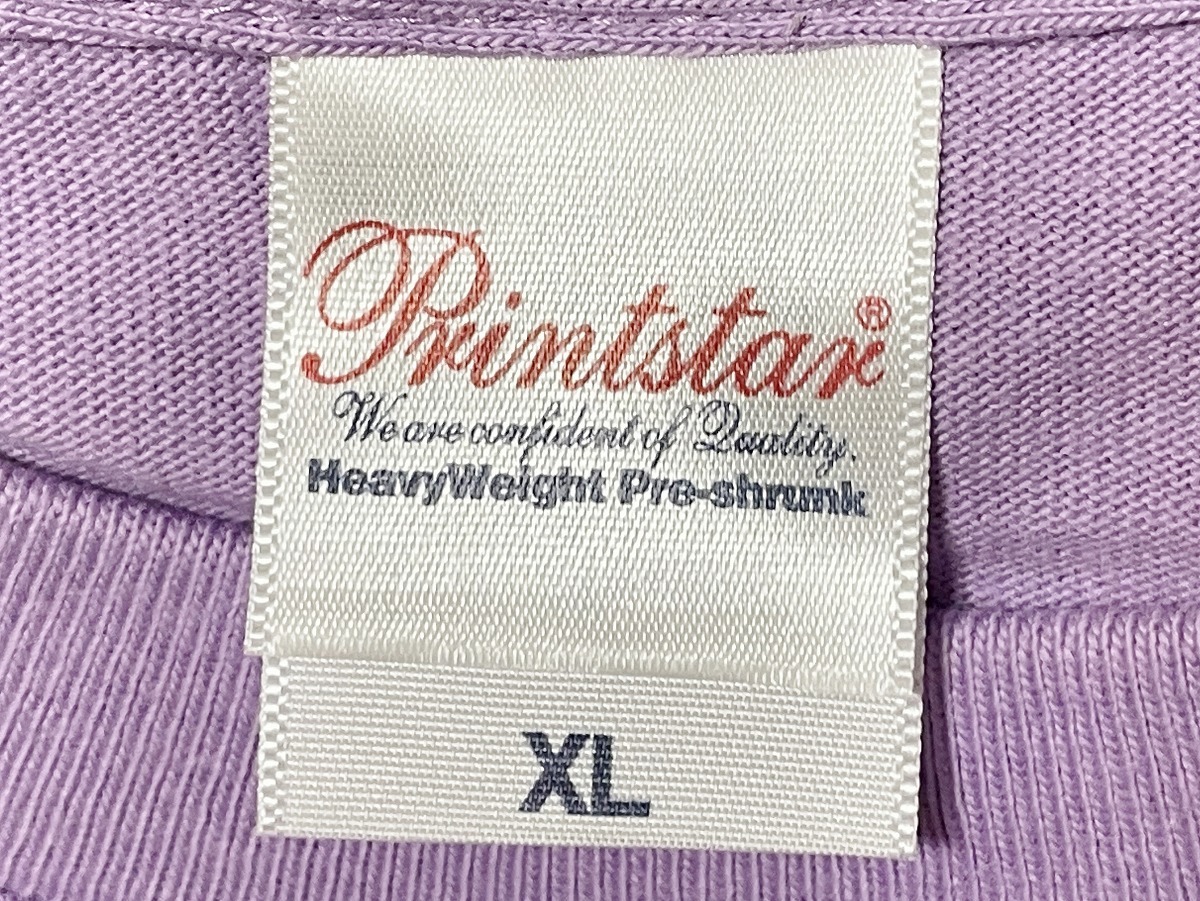 Printstar®
We are confident of Quality.
HeavyWeight Pre-shrunk
XL